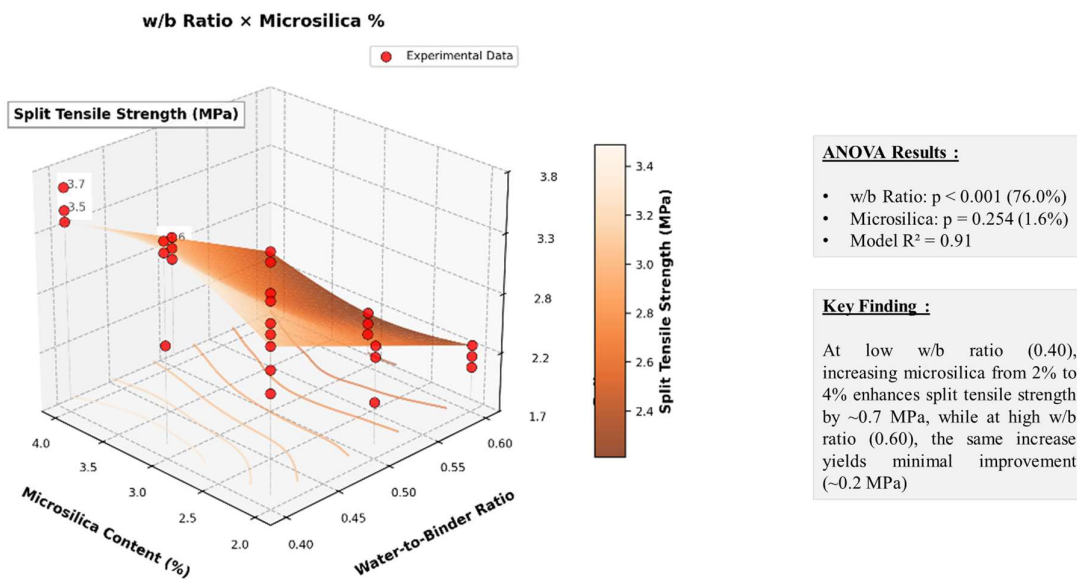 w/b Ratio × Microsilica %
Experimental Data
Split Tensile Strength (MPa)
3.7
3.5
6
3.8
3.3
2.8
2.2
1.7
4.0
3.5
3.0
2.5
2.0
Microsilica Content (%)
0.40
0.45
0.50
0.55
0.60
Water-to-Binder Ratio
3.4
3.2
3.0
2.8
2.6
2.4
Split Tensile Strength (MPa)
ANOVA Results :
• w/b Ratio: p < 0.001 (76.0%)
• Microsilica: p = 0.254 (1.6%)
• Model R² = 0.91
Key Finding :
At low w/b ratio (0.40),
increasing microsilica from 2% to
4% enhances split tensile strength
by ~0.7 MPa, while at high w/b
ratio (0.60), the same increase
yields minimal improvement
(~0.2 MPa)